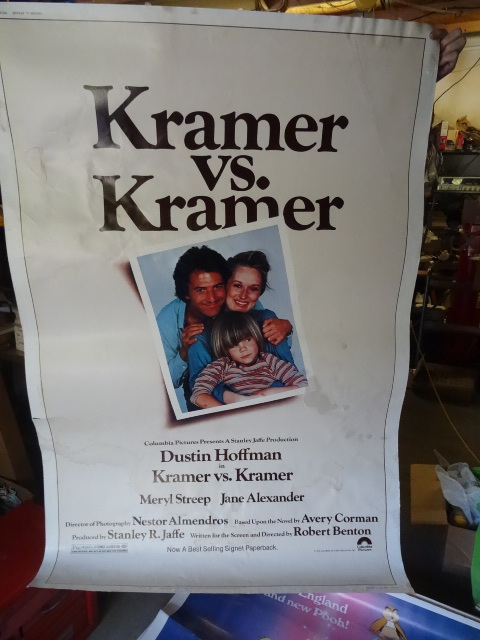 Kramer
vs.
Kramer
Columbia Pictures Presents A Stanley Jaffe Production
Dustin Hoffman
in
Kramer vs. Kramer
Meryl Streep Jane Alexander
Director of Photography Nestor Almendros Based Upon the Novel by Avery Corman
Produced by Stanley R. Jaffe Written for the Screen and Directed by Robert Benton
Now A Best Selling Signet Paperback.
England
and new Pooh!